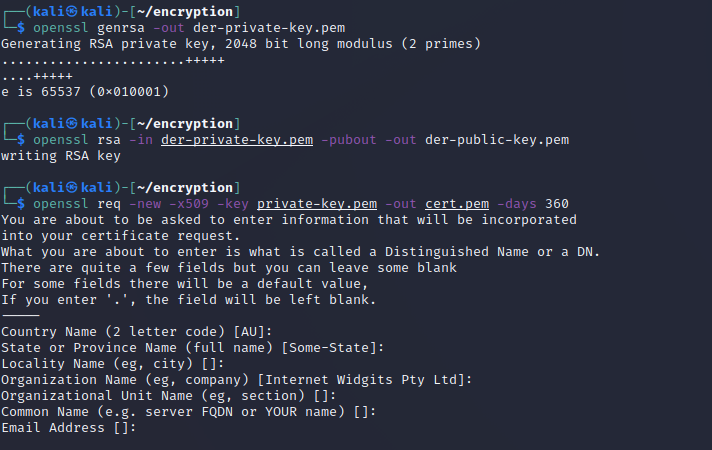 ┌──(kali㉿kali)-[~/encryption]
└─$ openssl genrsa -out der-private-key.pem
Generating RSA private key, 2048 bit long modulus (2 primes)
.......................+++++
....+++++
e is 65537 (0×010001)

┌──(kali㉿kali)-[~/encryption]
└─$ openssl rsa -in der-private-key.pem -pubout -out der-public-key.pem
writing RSA key

┌──(kali㉿kali)-[~/encryption]
└─$ openssl req -new -x509 -key private-key.pem -out cert.pem -days 360
You are about to be asked to enter information that will be incorporated
into your certificate request.
What you are about to enter is what is called a Distinguished Name or a DN.
There are quite a few fields but you can leave some blank
For some fields there will be a default value,
If you enter '.', the field will be left blank.
-----
Country Name (2 letter code) [AU]:
State or Province Name (full name) [Some-State]:
Locality Name (eg, city) []:
Organization Name (eg, company) [Internet Widgits Pty Ltd]:
Organizational Unit Name (eg, section) []:
Common Name (e.g. server FQDN or YOUR name) []:
Email Address []: